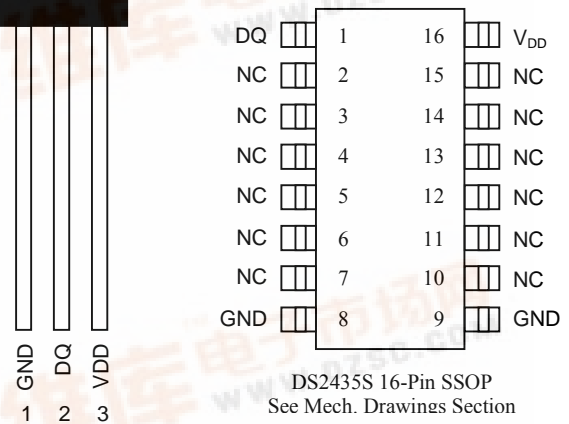 DQ 1 16 VDD
NC 2 15 NC
NC 3 14 NC
NC 4 13 NC
NC 5 12 NC
NC 6 11 NC
NC 7 10 NC
GND 8 9 GND
GND DQ VDD
1 2 3
DS2435S 16-Pin SSOP
See Mech. Drawings Section